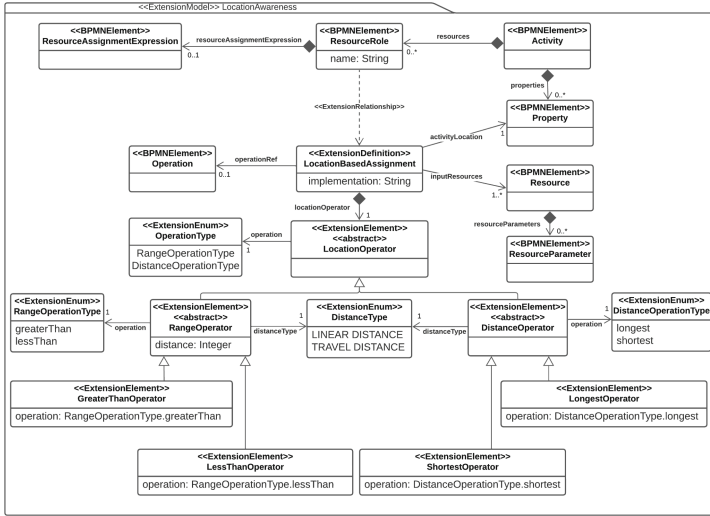 <<ExtensionModel>> LocationAwareness
<<BPMNElement>>
ResourceAssignmentExpression
resourceAssignmentExpression
0..1
<<BPMNElement>>
ResourceRole
name: String
resources
0..*
<<BPMNElement>>
Activity
properties
0..*
<<ExtensionRelationship>>
<<BPMNElement>>
Property
activityLocation
1
<<BPMNElement>>
Operation
operationRef
0..1
<<ExtensionDefinition>>
LocationBasedAssignment
implementation: String
inputResources
1..*
<<BPMNElement>>
Resource
locationOperator
1
resourceParameters
0..*
<<ExtensionEnum>>
OperationType
RangeOperationType
DistanceOperationType
operation
1
<<ExtensionElement>>
<<abstract>>
LocationOperator
<<BPMNElement>>
ResourceParameter
<<ExtensionEnum>>
RangeOperationType
greaterThan
lessThan
1
operation
<<ExtensionElement>>
<<abstract>>
RangeOperator
distance: Integer
1
distanceType
<<ExtensionEnum>>
DistanceType
LINEAR DISTANCE
TRAVEL DISTANCE
1
distanceType
<<ExtensionElement>>
<<abstract>>
DistanceOperator
1
operation
<<ExtensionEnum>>
DistanceOperationType
longest
shortest
<<ExtensionElement>>
GreaterThanOperator
operation: RangeOperationType.greaterThan
<<ExtensionElement>>
LongestOperator
operation: DistanceOperationType.longest
<<ExtensionElement>>
LessThanOperator
operation: RangeOperationType.lessThan
<<ExtensionElement>>
ShortestOperator
operation: DistanceOperationType.shortest